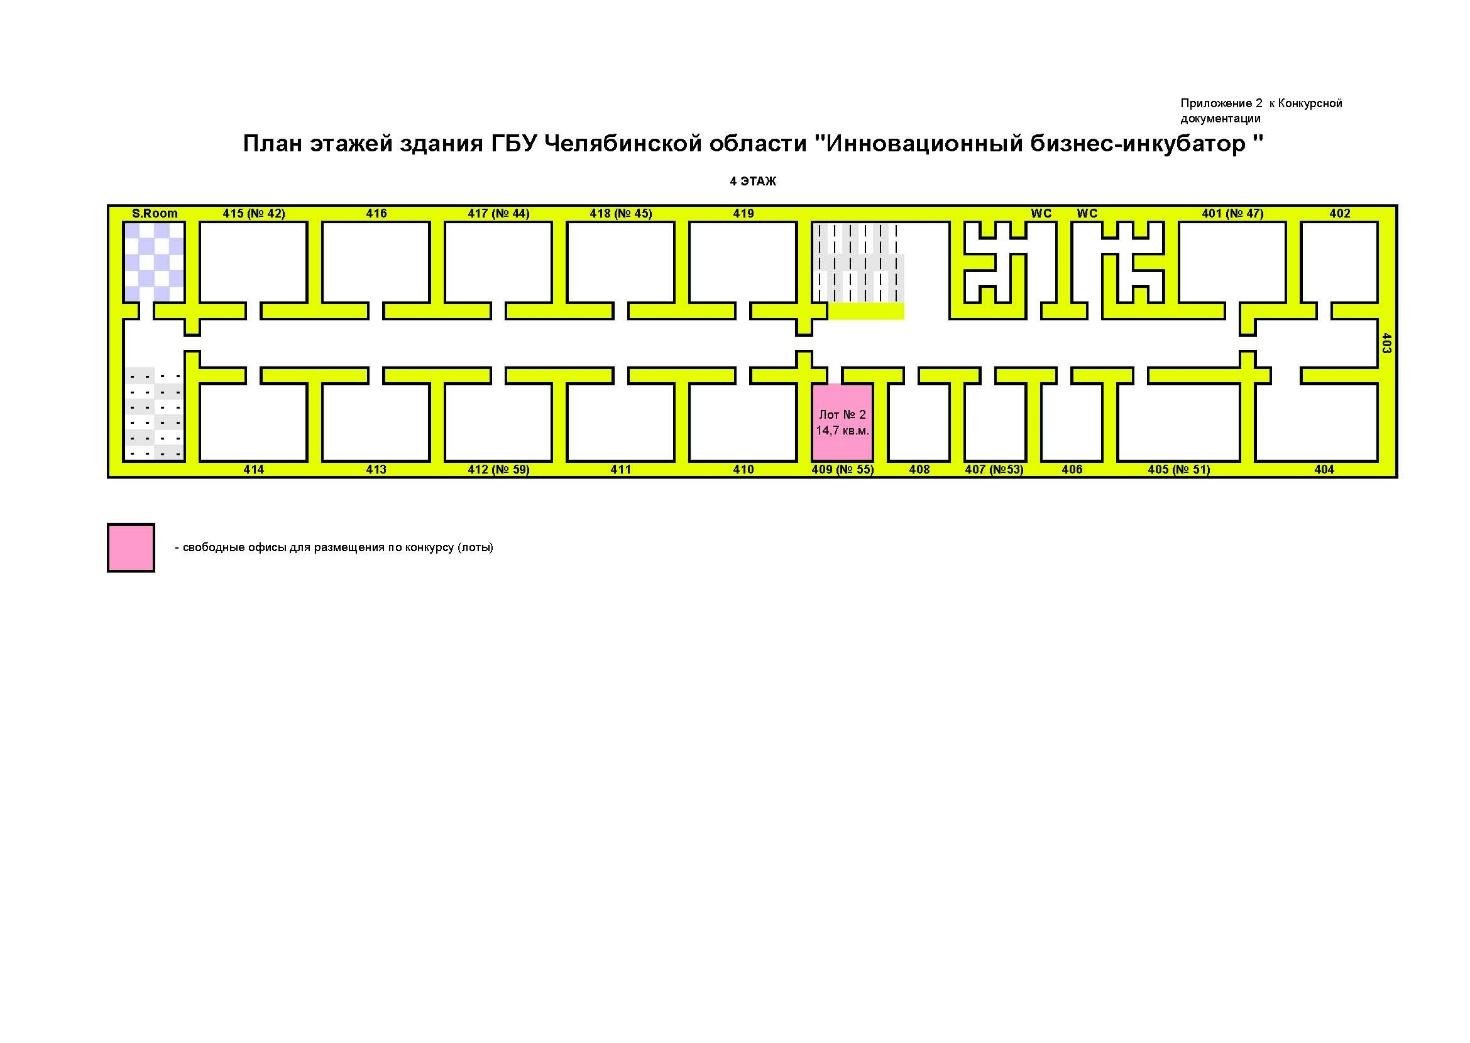 Приложение 2 к Конкурсной
документации
План этажей здания ГБУ Челябинской области "Инновационный бизнес-инкубатор "
4 ЭТАЖ
S.Room 415 (№ 42) 416 417 (№ 44) 418 (№ 45) 419 WC WC 401 (№ 47) 402
403
Лот № 2
14,7 кв.м.
414 413 412 (№ 59) 411 410 409 (№ 55) 408 407 (№53) 406 405 (№ 51) 404
- свободные офисы для размещения по конкурсу (лоты)